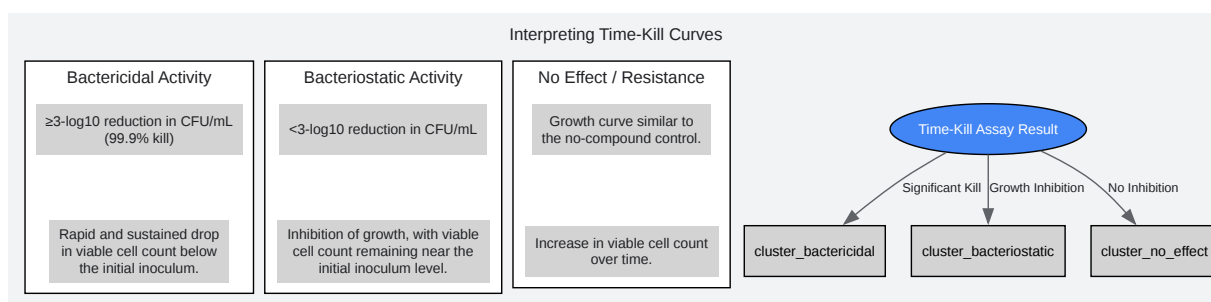 Interpreting Time-Kill Curves
Bactericidal Activity
≥3-log10 reduction in CFU/mL
(99.9% kill)
Rapid and sustained drop
in viable cell count below
the initial inoculum.
Bacteriostatic Activity
<3-log10 reduction in CFU/mL
Inhibition of growth, with viable
cell count remaining near the
initial inoculum level.
No Effect / Resistance
Growth curve similar to
the no-compound control.
Increase in viable cell count
over time.
Time-Kill Assay Result
Significant Kill
Growth Inhibition
No Inhibition
cluster_bactericidal
cluster_bacteriostatic
cluster_no_effect